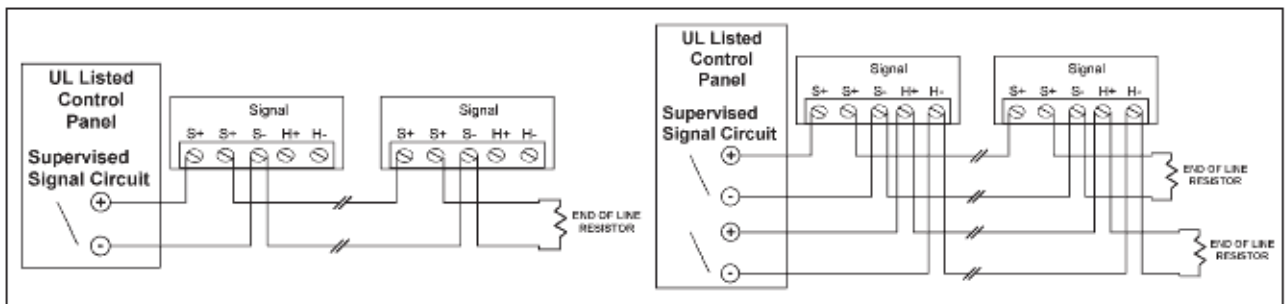 UL Listed
Control
Panel
Supervised
Signal Circuit
+
-
Signal
S+ S+ S- H+ H-
Signal
S+ S+ S- H+ H-
END OF LINE
RESISTOR
UL Listed
Control
Panel
Supervised
Signal Circuit
+
-
+
-
Signal
S+ S+ S- H+ H-
Signal
S+ S+ S- H+ H-
END OF LINE
RESISTOR
END OF LINE
RESISTOR